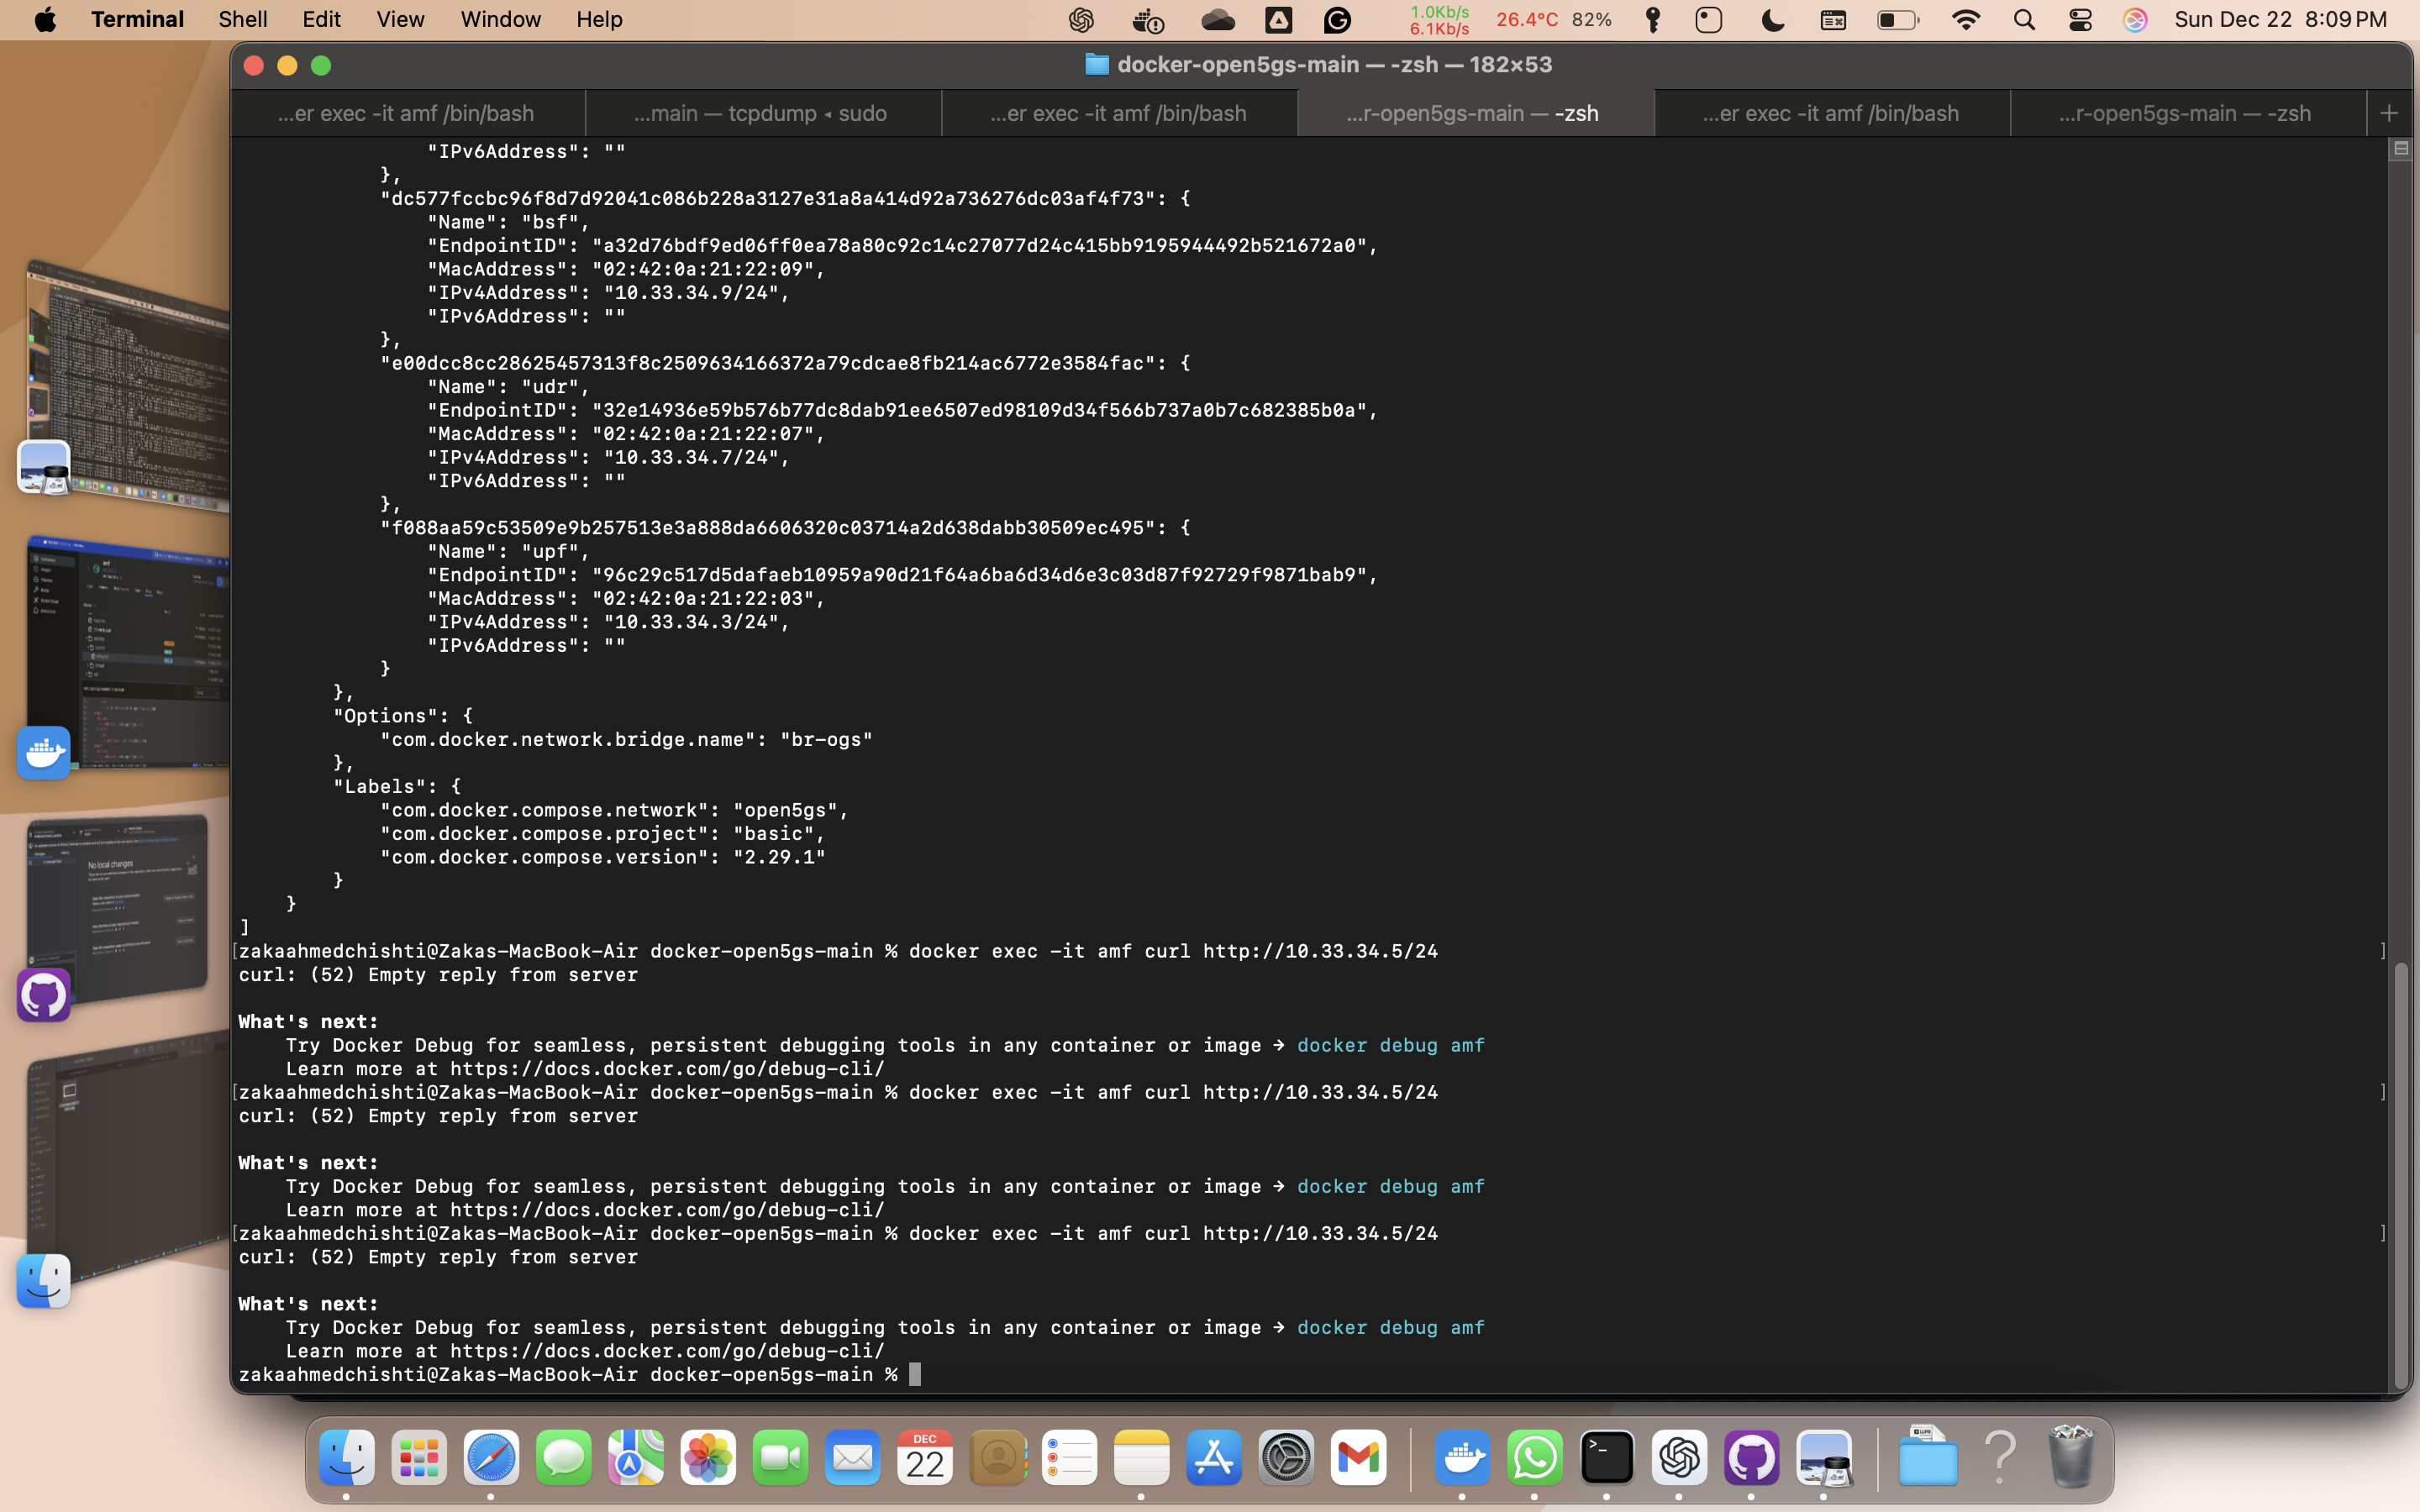 Terminal Shell Edit View Window Help 1.0Kb/s 6.1Kb/s 26.4°C 82% Sun Dec 22 8:09 PM
docker-open5gs-main — -zsh — 182×53
...er exec -it amf /bin/bash ...main — tcpdump ◂ sudo ...er exec -it amf /bin/bash ...r-open5gs-main — -zsh ...er exec -it amf /bin/bash ...r-open5gs-main — -zsh +
"IPv6Address": ""
},
"dc577fccbc96f8d7d92041c086b228a3127e31a8a414d92a736276dc03af4f73": {
"Name": "bsf",
"EndpointID": "a32d76bdf9ed06ff0ea78a80c92c14c27077d24c415bb9195944492b521672a0",
"MacAddress": "02:42:0a:21:22:09",
"IPv4Address": "10.33.34.9/24",
"IPv6Address": ""
},
"e00dcc8cc28625457313f8c2509634166372a79cdcae8fb214ac6772e3584fac": {
"Name": "udr",
"EndpointID": "32e14936e59b576b77dc8dab91ee6507ed98109d34f566b737a0b7c682385b0a",
"MacAddress": "02:42:0a:21:22:07",
"IPv4Address": "10.33.34.7/24",
"IPv6Address": ""
},
"f088aa59c53509e9b257513e3a888da6606320c03714a2d638dabb30509ec495": {
"Name": "upf",
"EndpointID": "96c29c517d5dafaeb10959a90d21f64a6ba6d34d6e3c03d87f92729f9871bab9",
"MacAddress": "02:42:0a:21:22:03",
"IPv4Address": "10.33.34.3/24",
"IPv6Address": ""
}
},
"Options": {
"com.docker.network.bridge.name": "br-ogs"
},
"Labels": {
"com.docker.compose.network": "open5gs",
"com.docker.compose.project": "basic",
"com.docker.compose.version": "2.29.1"
}
}
]
[zakaahmedchishti@Zakas-MacBook-Air docker-open5gs-main % docker exec -it amf curl http://10.33.34.5/24 ]
curl: (52) Empty reply from server
What's next:
Try Docker Debug for seamless, persistent debugging tools in any container or image → docker debug amf
Learn more at https://docs.docker.com/go/debug-cli/
[zakaahmedchishti@Zakas-MacBook-Air docker-open5gs-main % docker exec -it amf curl http://10.33.34.5/24 ]
curl: (52) Empty reply from server
What's next:
Try Docker Debug for seamless, persistent debugging tools in any container or image → docker debug amf
Learn more at https://docs.docker.com/go/debug-cli/
[zakaahmedchishti@Zakas-MacBook-Air docker-open5gs-main % docker exec -it amf curl http://10.33.34.5/24 ]
curl: (52) Empty reply from server
What's next:
Try Docker Debug for seamless, persistent debugging tools in any container or image → docker debug amf
Learn more at https://docs.docker.com/go/debug-cli/
zakaahmedchishti@Zakas-MacBook-Air docker-open5gs-main %
No local changes
DEC
22